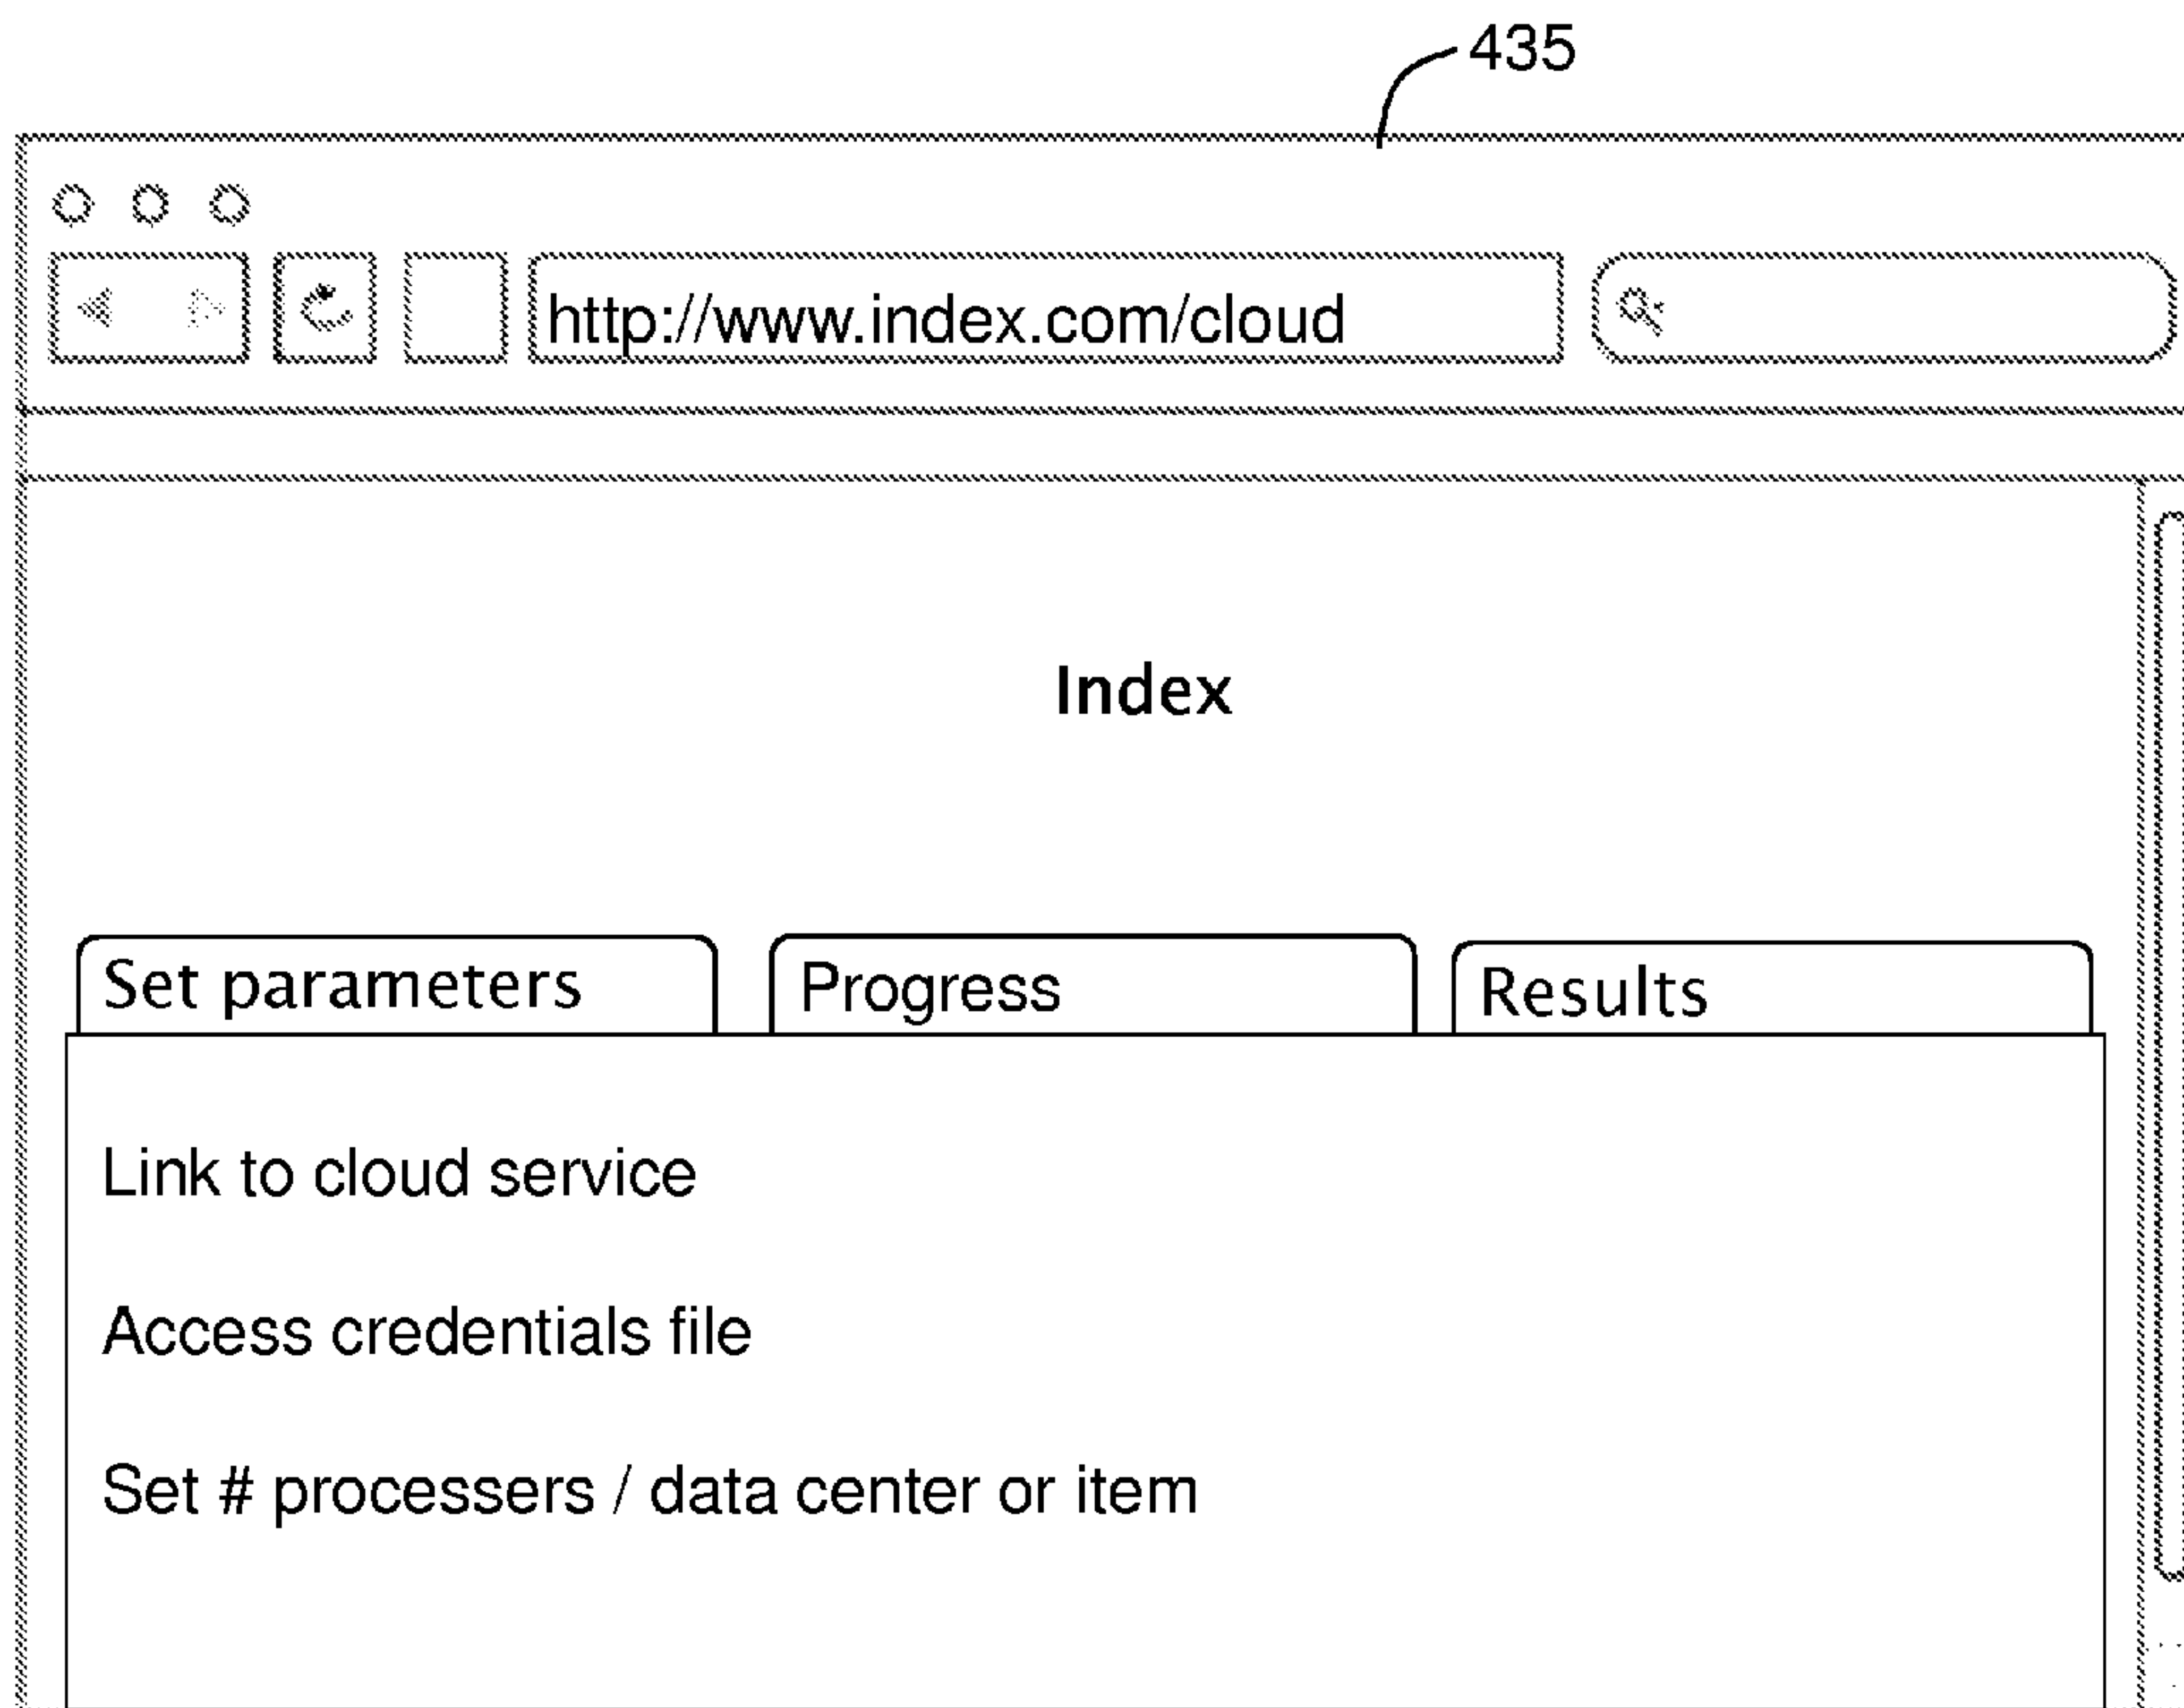 435
http://www.index.com/cloud
Index
Set parameters
Progress
Results
Link to cloud service
Access credentials file
Set # processers / data center or item